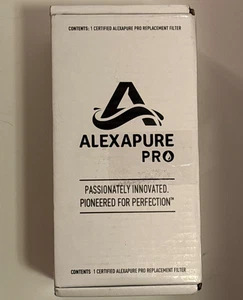 CONTENTS: 1 CERTIFIED ALEXAPURE PRO REPLACEMENT FILTER
ALEXAPURE
PRO
PASSIONATELY INNOVATED.
PIONEERED FOR PERFECTION™
CONTENTS: 1 CERTIFIED ALEXAPURE PRO REPLACEMENT FILTER